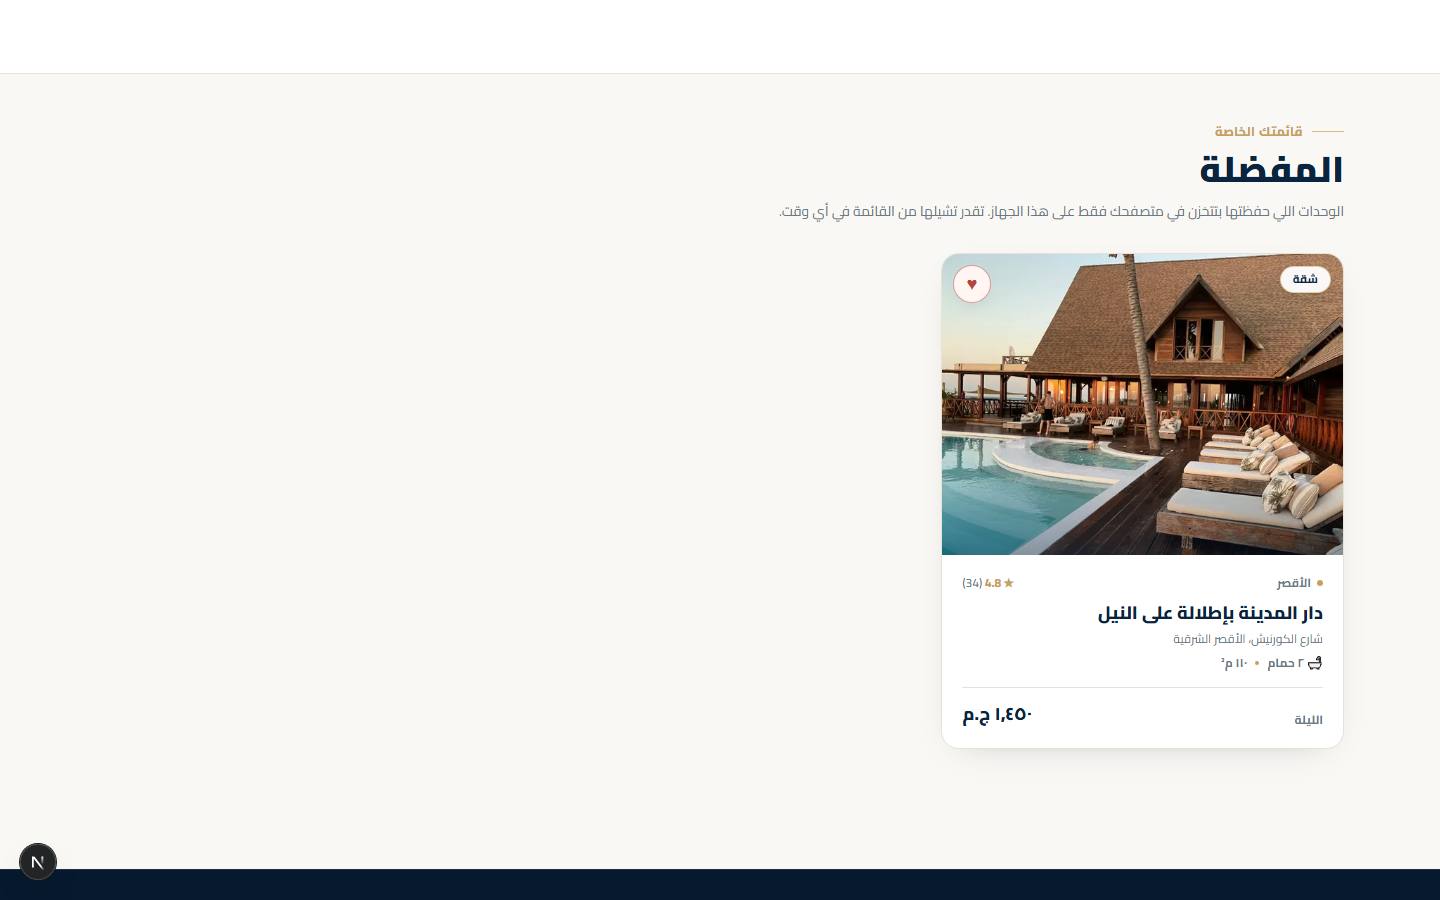 قائمتك الخاصة
المفضلة
الوحدات اللي حفظتها بتتخزن في متصفحك فقط على هذا الجهاز. تقدر تشيلها من القائمة في أي وقت.
شقة
الأقصر ★ 4.8 (34)
دار المدينة بإطلالة على النيل
شارع الكورنيش، الأقصر الشرقية
٢ حمام • ١١٠ م²
الليلة ١٬٤٥٠ ج.م
N